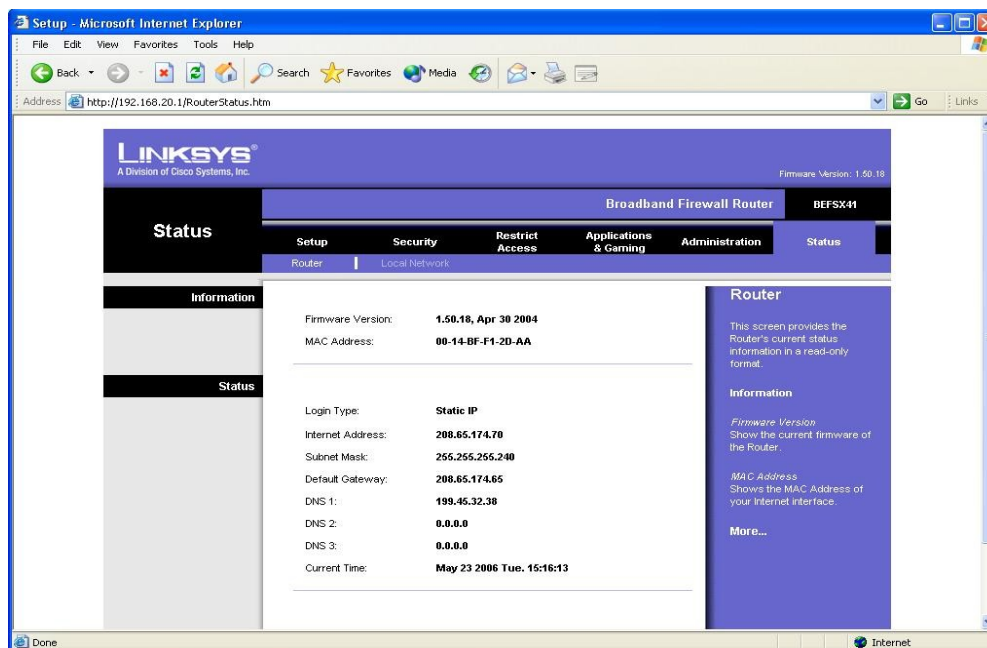 Setup - Microsoft Internet Explorer
File Edit View Favorites Tools Help
Back Search Favorites Media
Address http://192.168.20.1/RouterStatus.htm Go Links
LINKSYS®
A Division of Cisco Systems, Inc.
Firmware Version: 1.50.18
Broadband Firewall Router BEFSX41
Status
Setup Security Restrict Access Applications & Gaming Administration Status
Router Local Network
Information
Firmware Version: 1.50.18, Apr 30 2004
MAC Address: 00-14-BF-F1-2D-AA
Status
Login Type: Static IP
Internet Address: 208.65.174.70
Subnet Mask: 255.255.255.240
Default Gateway: 208.65.174.65
DNS 1: 199.45.32.38
DNS 2: 0.0.0.0
DNS 3: 0.0.0.0
Current Time: May 23 2006 Tue. 15:16:13
Router
This screen provides the
Router's current status
information in a read-only
format.
Information
Firmware Version
Show the current firmware of
the Router.
MAC Address
Shows the MAC Address of
your Internet interface.
More...
Done Internet